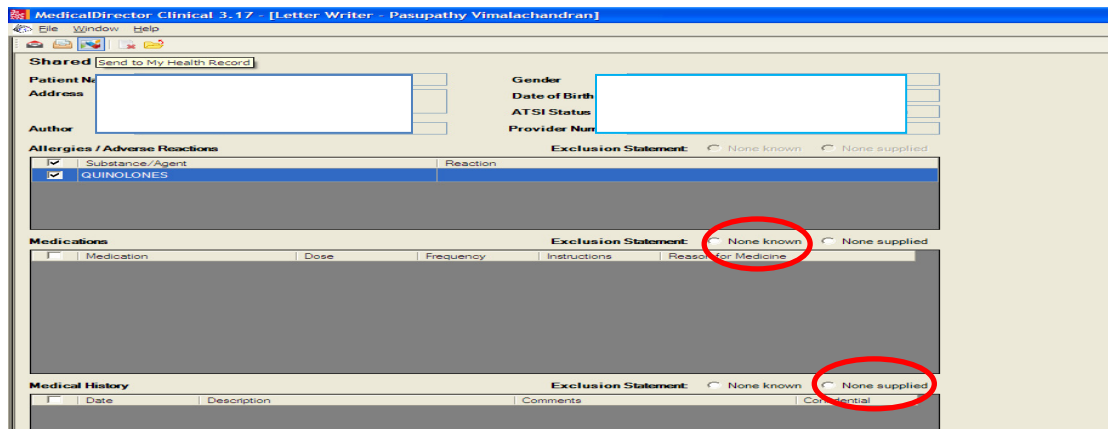 MedicalDirector Clinical 3.17 - [Letter Writer - Pasupathy Vimalachandran]
File Window Help
Shared Send to My Health Record
Patient Na Gender
Address Date of Birth
ATSI Status
Author Provider Num
Allergies / Adverse Reactions Exclusion Statement: None known None supplied
Substance/Agent Reaction
QUINOLONES
Medications Exclusion Statement: None known None supplied
Medication Dose Frequency Instructions Reason for Medicine
Medical History Exclusion Statement: None known None supplied
Date Description Comments Confidential